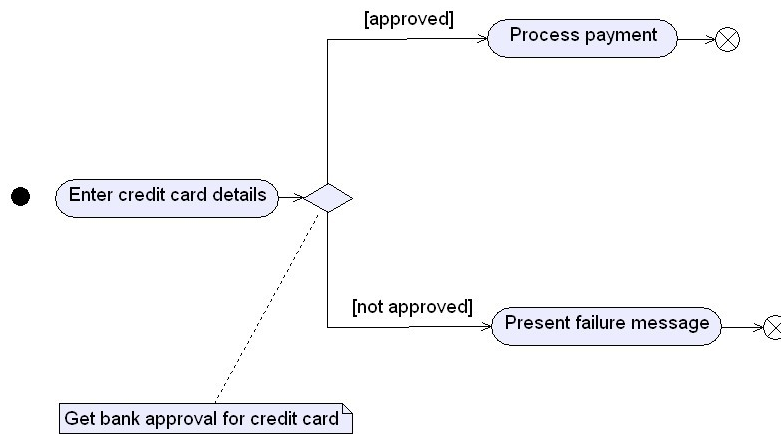 [approved]
Process payment
Enter credit card details
[not approved]
Present failure message
Get bank approval for credit card